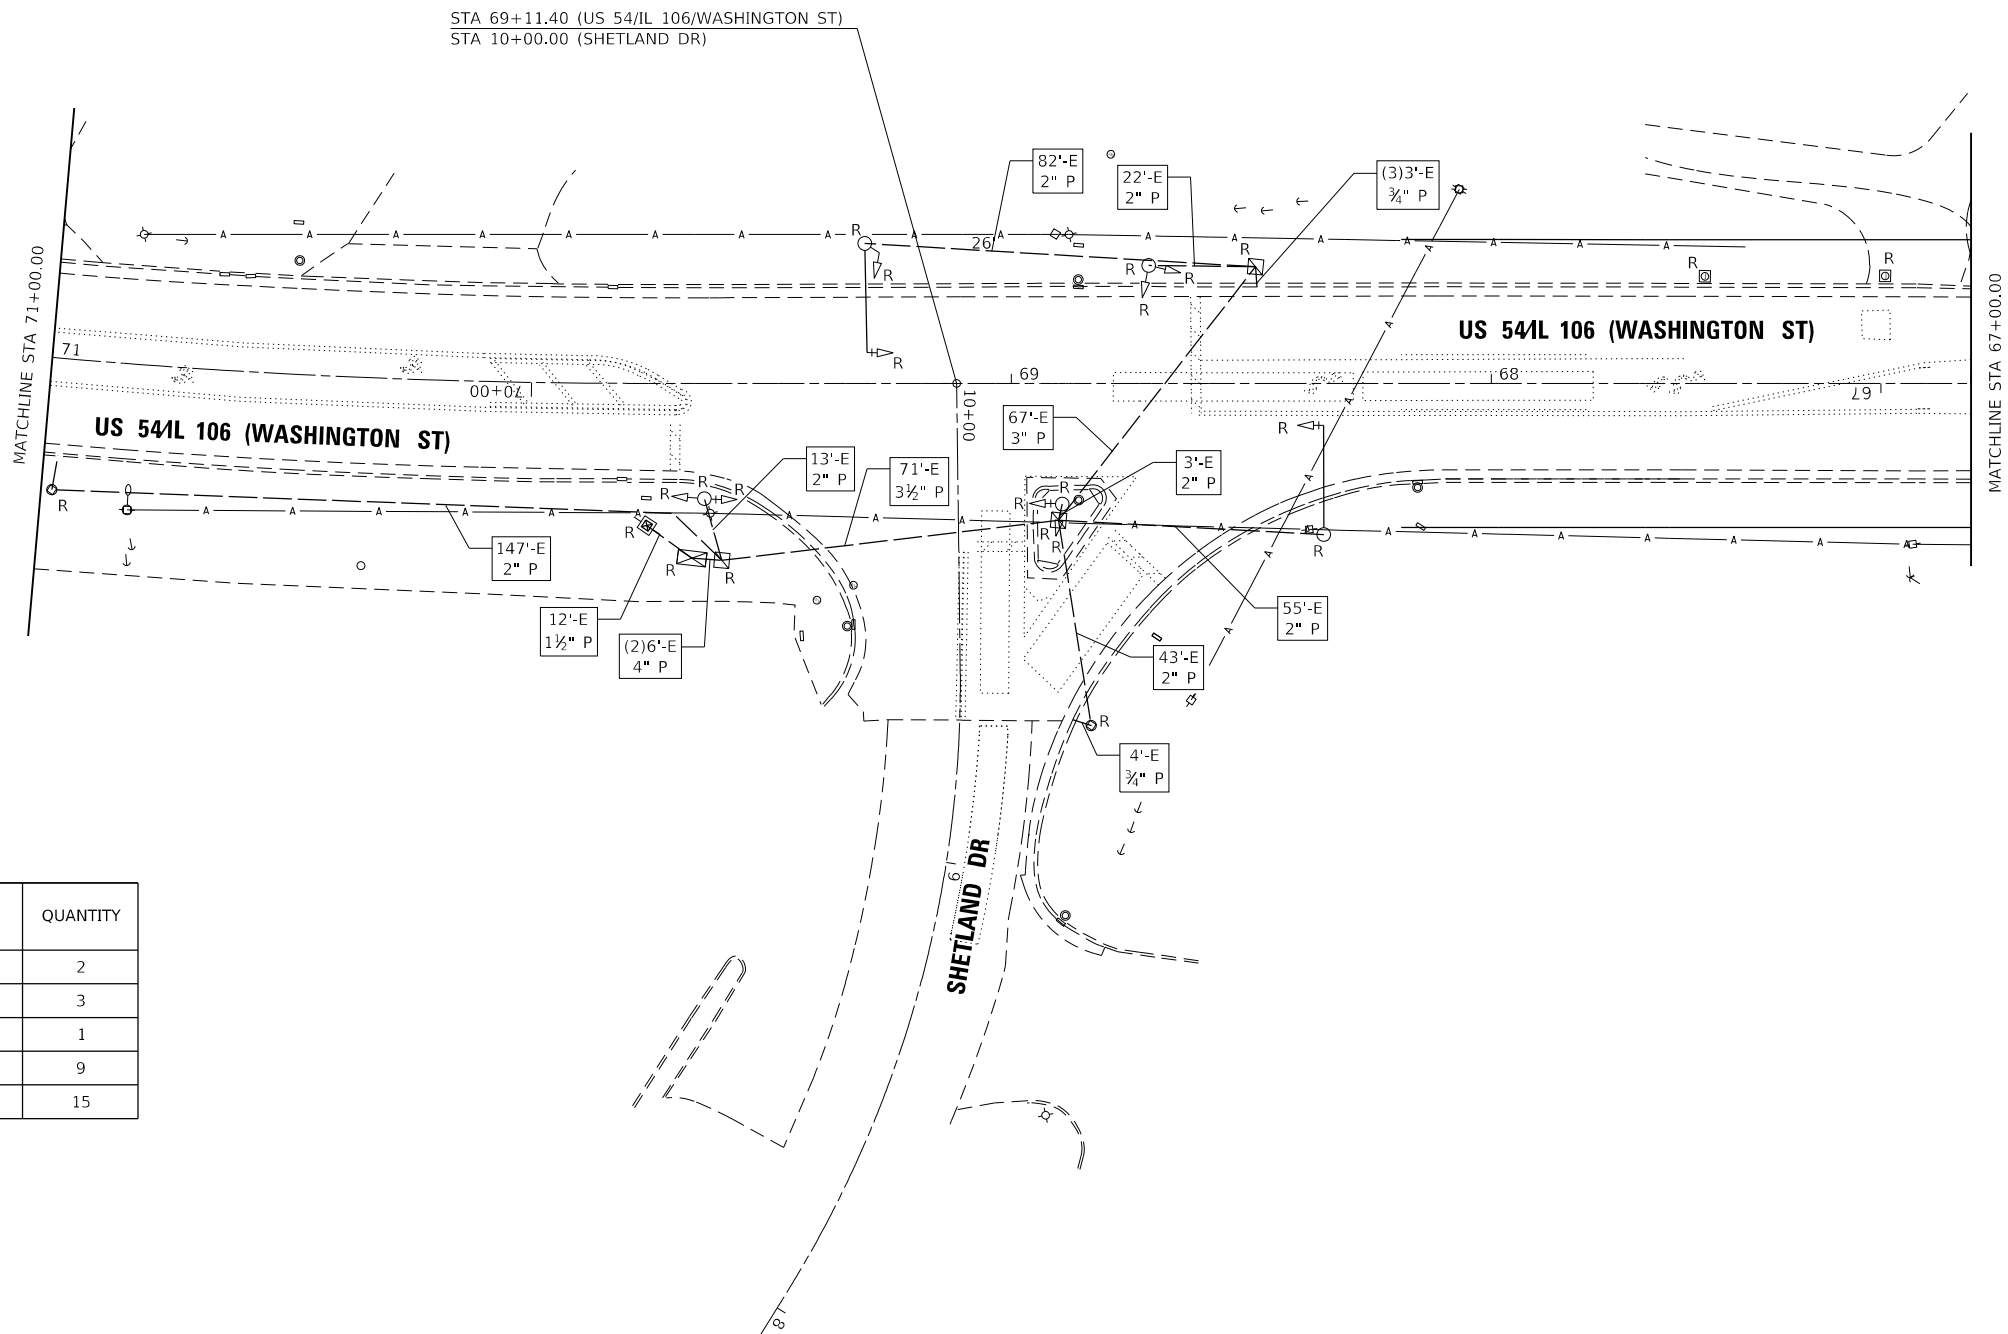 STA 69+11.40 (US 54/IL 106/WASHINGTON ST)
STA 10+00.00 (SHETLAND DR)
82'-E
2" P
22'-E
2" P
(3)3'-E
¾" P
R
26'
R
R
R
R
R
R
R
R
MATCHLINE STA 71+00.00
MATCHLINE STA 67+00.00
US 54/IL 106 (WASHINGTON ST)
71
70+00
69
68
67
10+00
US 54/IL 106 (WASHINGTON ST)
67'-E
3" P
13'-E
2" P
71'-E
3½" P
3'-E
2" P
R
R
R
R
R
R
R
R
R
R
R
R
R
147'-E
2" P
12'-E
1½" P
(2)6'-E
4" P
55'-E
2" P
43'-E
2" P
R
4'-E
¾" P
SHETLAND DR
9
8
QUANTITY
2
3
1
9
15
A A A A A A A A A A A A A A A A A A
A A A A A
A A A A A A A A A A A A A A A A A A A A